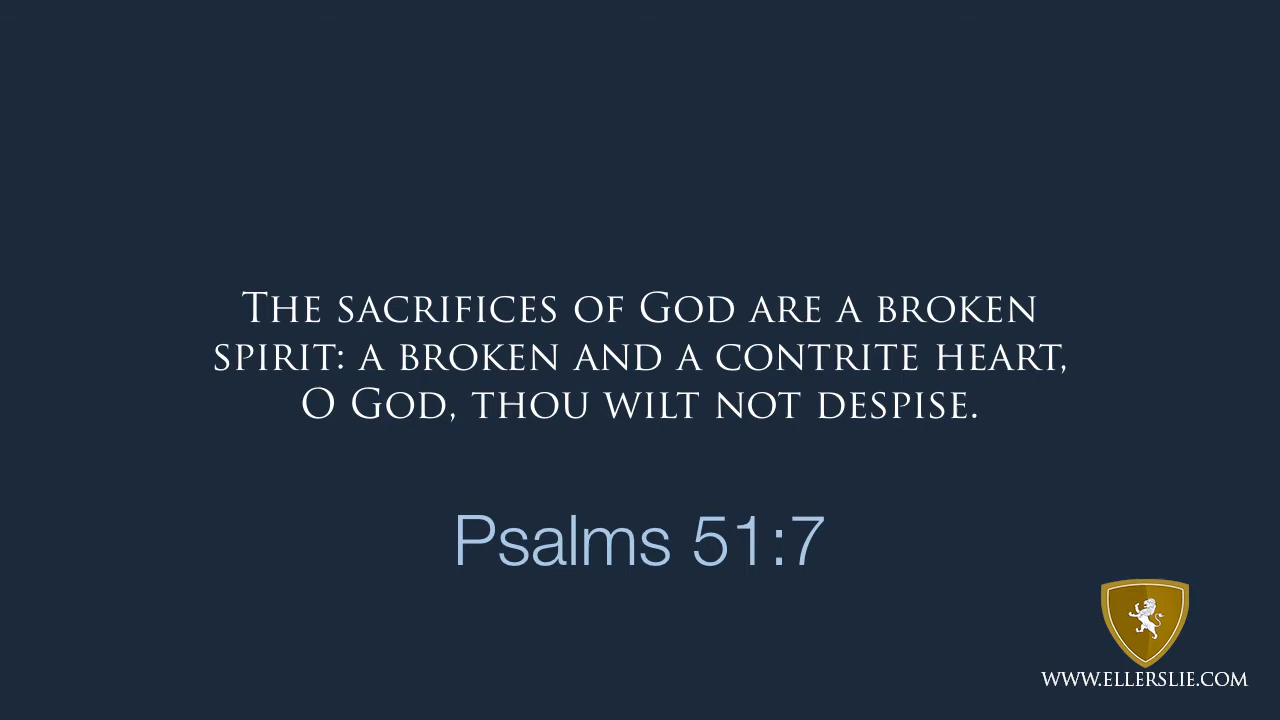 The sacrifices of God are a broken
spirit: a broken and a contrite heart,
O God, thou wilt not despise.
Psalms 51:7
www.ellerslie.com